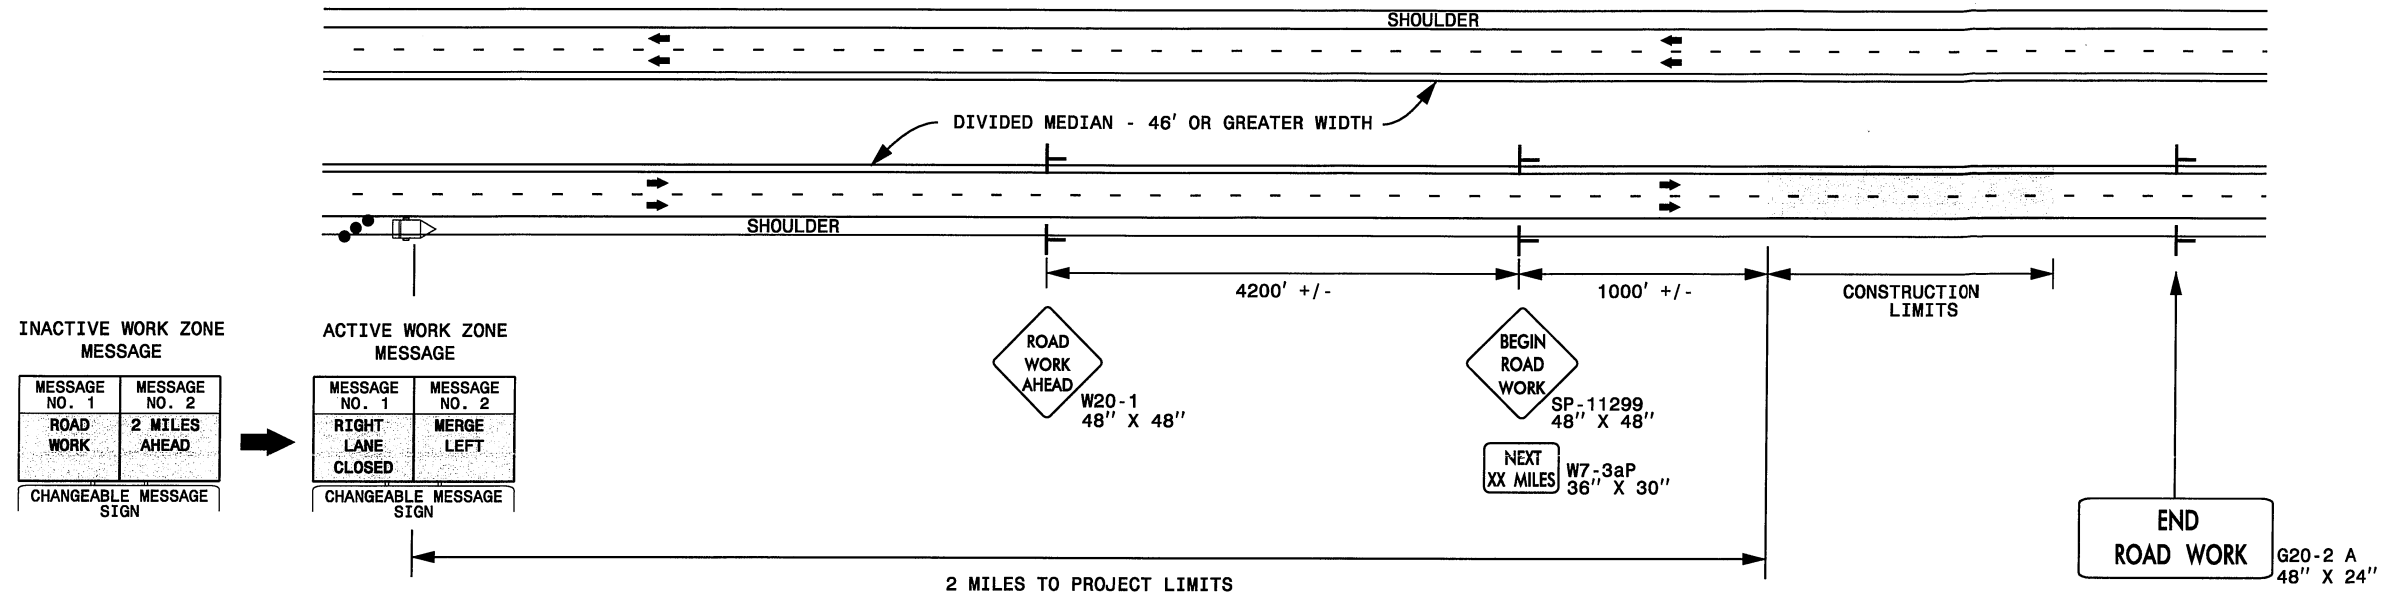 SHOULDER
DIVIDED MEDIAN - 46' OR GREATER WIDTH
SHOULDER
4200' +/-
1000' +/-
CONSTRUCTION
LIMITS
INACTIVE WORK ZONE
MESSAGE
MESSAGE
NO. 1
MESSAGE
NO. 2
ROAD
WORK
2 MILES
AHEAD
CHANGEABLE MESSAGE
SIGN
ACTIVE WORK ZONE
MESSAGE
MESSAGE
NO. 1
MESSAGE
NO. 2
RIGHT
LANE
CLOSED
MERGE
LEFT
CHANGEABLE MESSAGE
SIGN
ROAD
WORK
AHEAD
W20-1
48" X 48"
BEGIN
ROAD
WORK
SP-11299
48" X 48"
NEXT
XX MILES
W7-3aP
36" X 30"
END
ROAD WORK
G20-2 A
48" X 24"
2 MILES TO PROJECT LIMITS